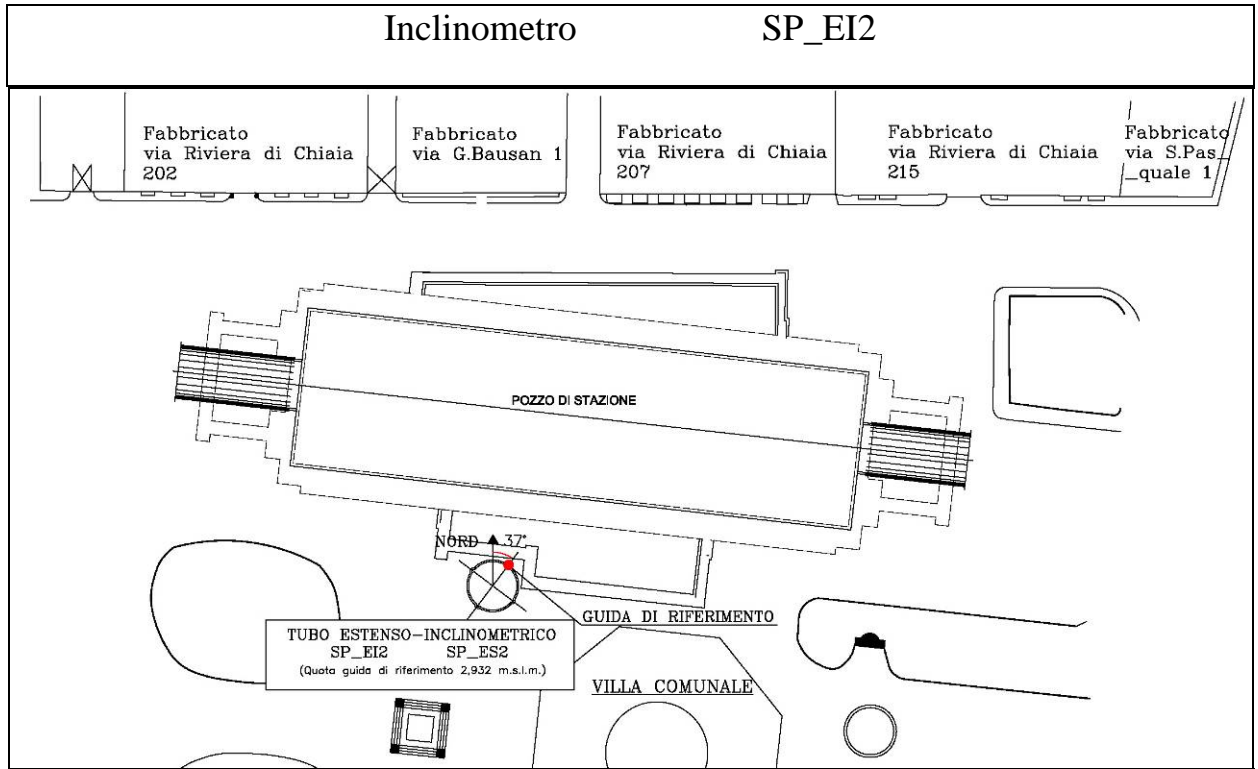 Inclinometro SP_EI2
Fabbricato
via Riviera di Chiaia
202
Fabbricato
via G.Bausan 1
Fabbricato
via Riviera di Chiaia
207
Fabbricato
via Riviera di Chiaia
215
Fabbricato
via S.Pas_
_quale 1
POZZO DI STAZIONE
NORD 37°
GUIDA DI RIFERIMENTO
TUBO ESTENSO-INCLINOMETRICO
SP_EI2 SP_ES2
(Quota guida di riferimento 2,932 m.s.l.m.)
VILLA COMUNALE